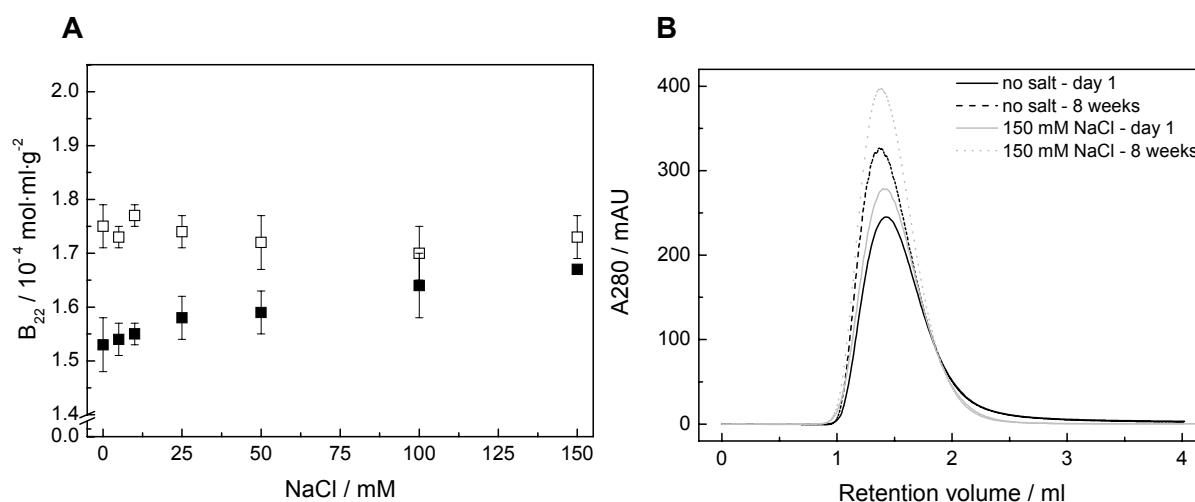 A
B₂₂ / 10⁻⁴ mol·ml·g⁻²
2.0
1.9
1.8
1.7
1.6
1.5
1.4
0.0
0 25 50 75 100 125 150
NaCl / mM
B
A280 / mAU
400
300
200
100
0
no salt - day 1
no salt - 8 weeks
150 mM NaCl - day 1
150 mM NaCl - 8 weeks
0 1 2 3 4
Retention volume / ml